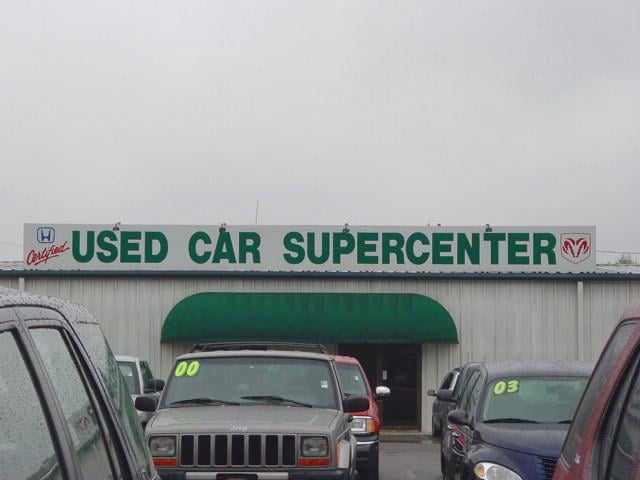 Certified USED CAR SUPERCENTER
00
03
Jeep